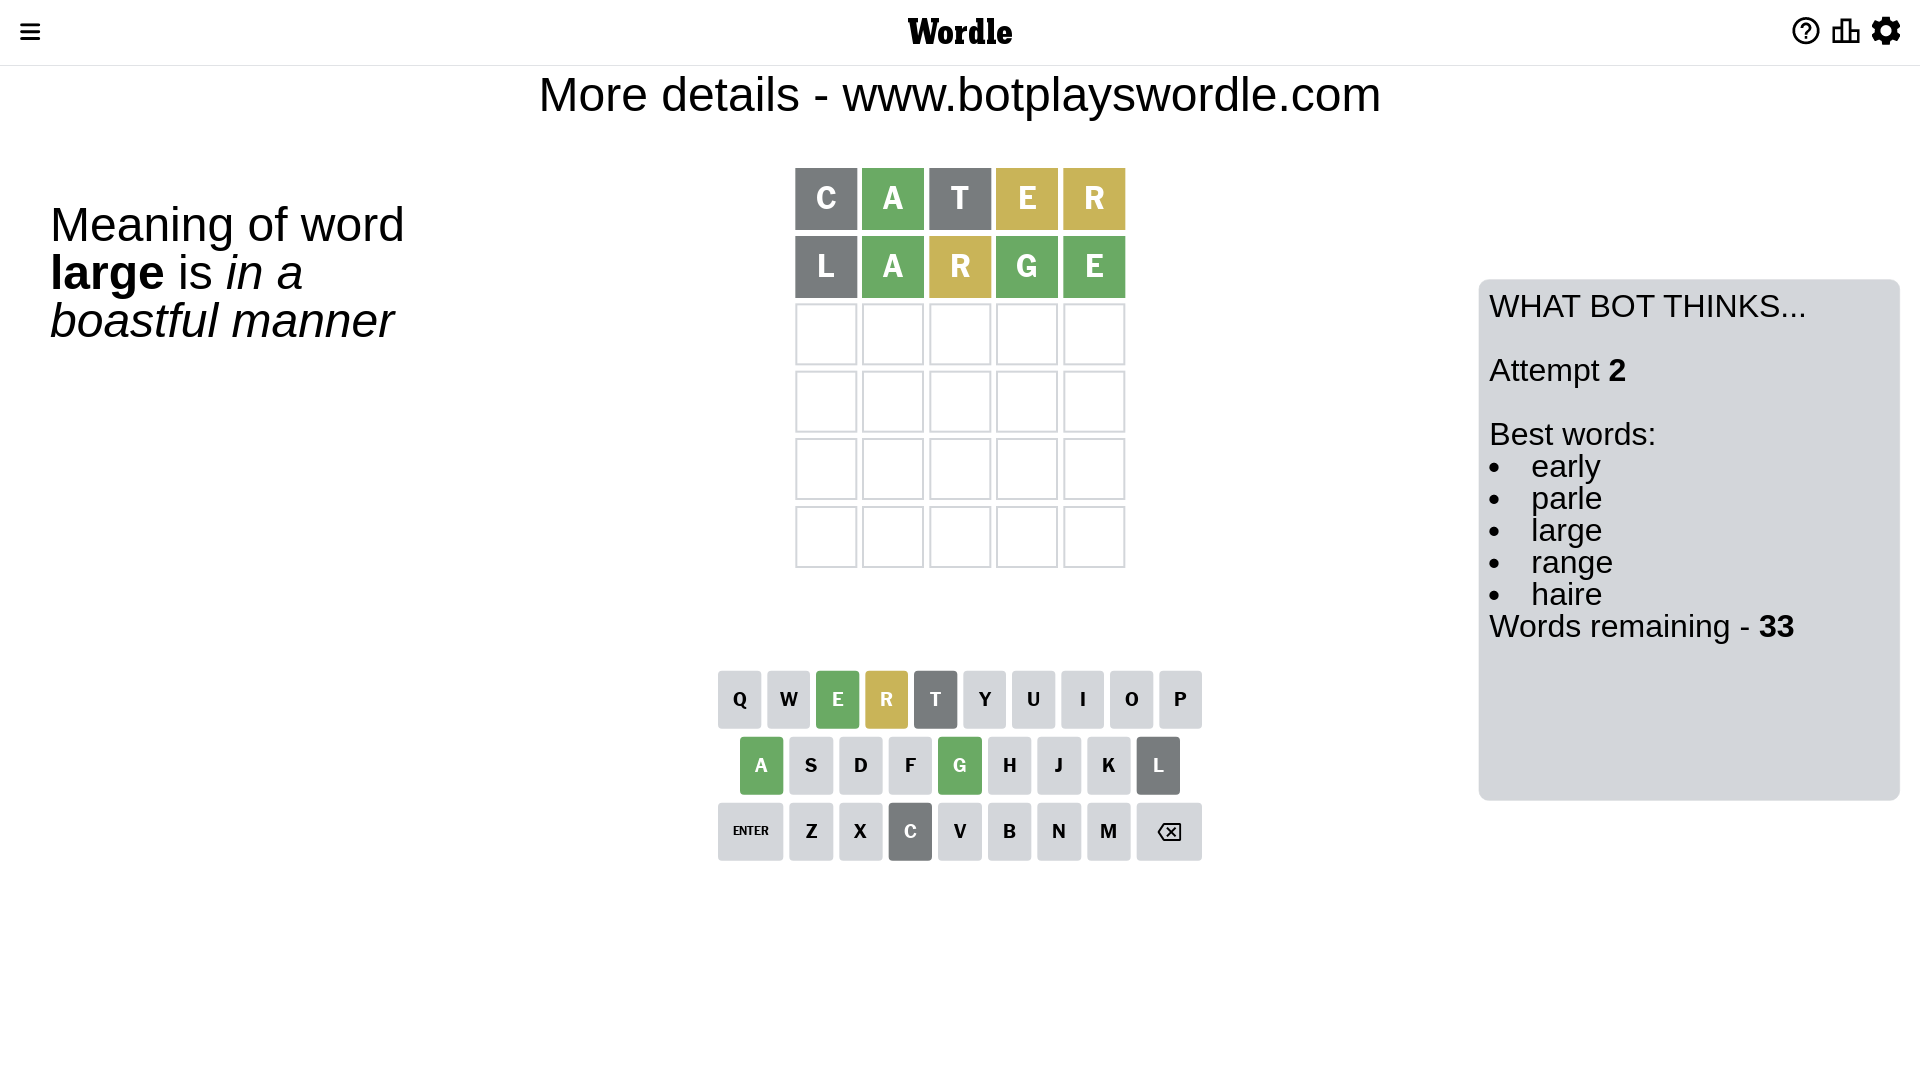 Wordle
More details - www.botplayswordle.com
Meaning of word
large is in a
boastful manner
C A T E R
L A R G E
WHAT BOT THINKS...
Attempt 2
Best words:
• early
• parle
• large
• range
• haire
Words remaining - 33
Q W E R T Y U I O P
A S D F G H J K L
ENTER Z X C V B N M